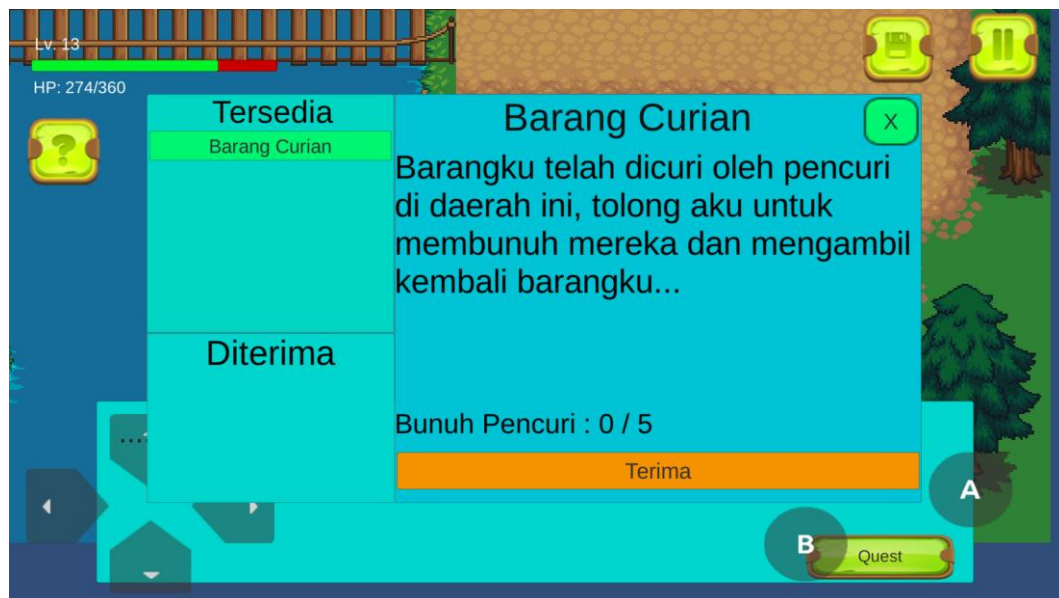 Lv. 13
HP: 274/360
?
Tersedia
Barang Curian
Diterima
Barang Curian
X
Barangku telah dicuri oleh pencuri
di daerah ini, tolong aku untuk
membunuh mereka dan mengambil
kembali barangku...
Bunuh Pencuri : 0 / 5
Terima
...
A
B
Quest